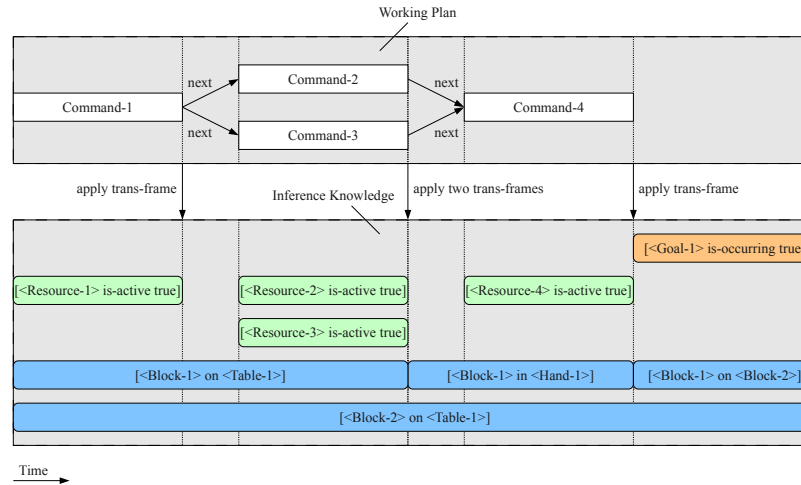 Working Plan
Command-1
next
next
Command-2
Command-3
next
next
Command-4
apply trans-frame
apply two trans-frames
apply trans-frame
Inference Knowledge
[<Goal-1> is-occurring true]
[<Resource-1> is-active true]
[<Resource-2> is-active true]
[<Resource-4> is-active true]
[<Resource-3> is-active true]
[<Block-1> on <Table-1>]
[<Block-1> in <Hand-1>]
[<Block-1> on <Block-2>]
[<Block-2> on <Table-1>]
Time